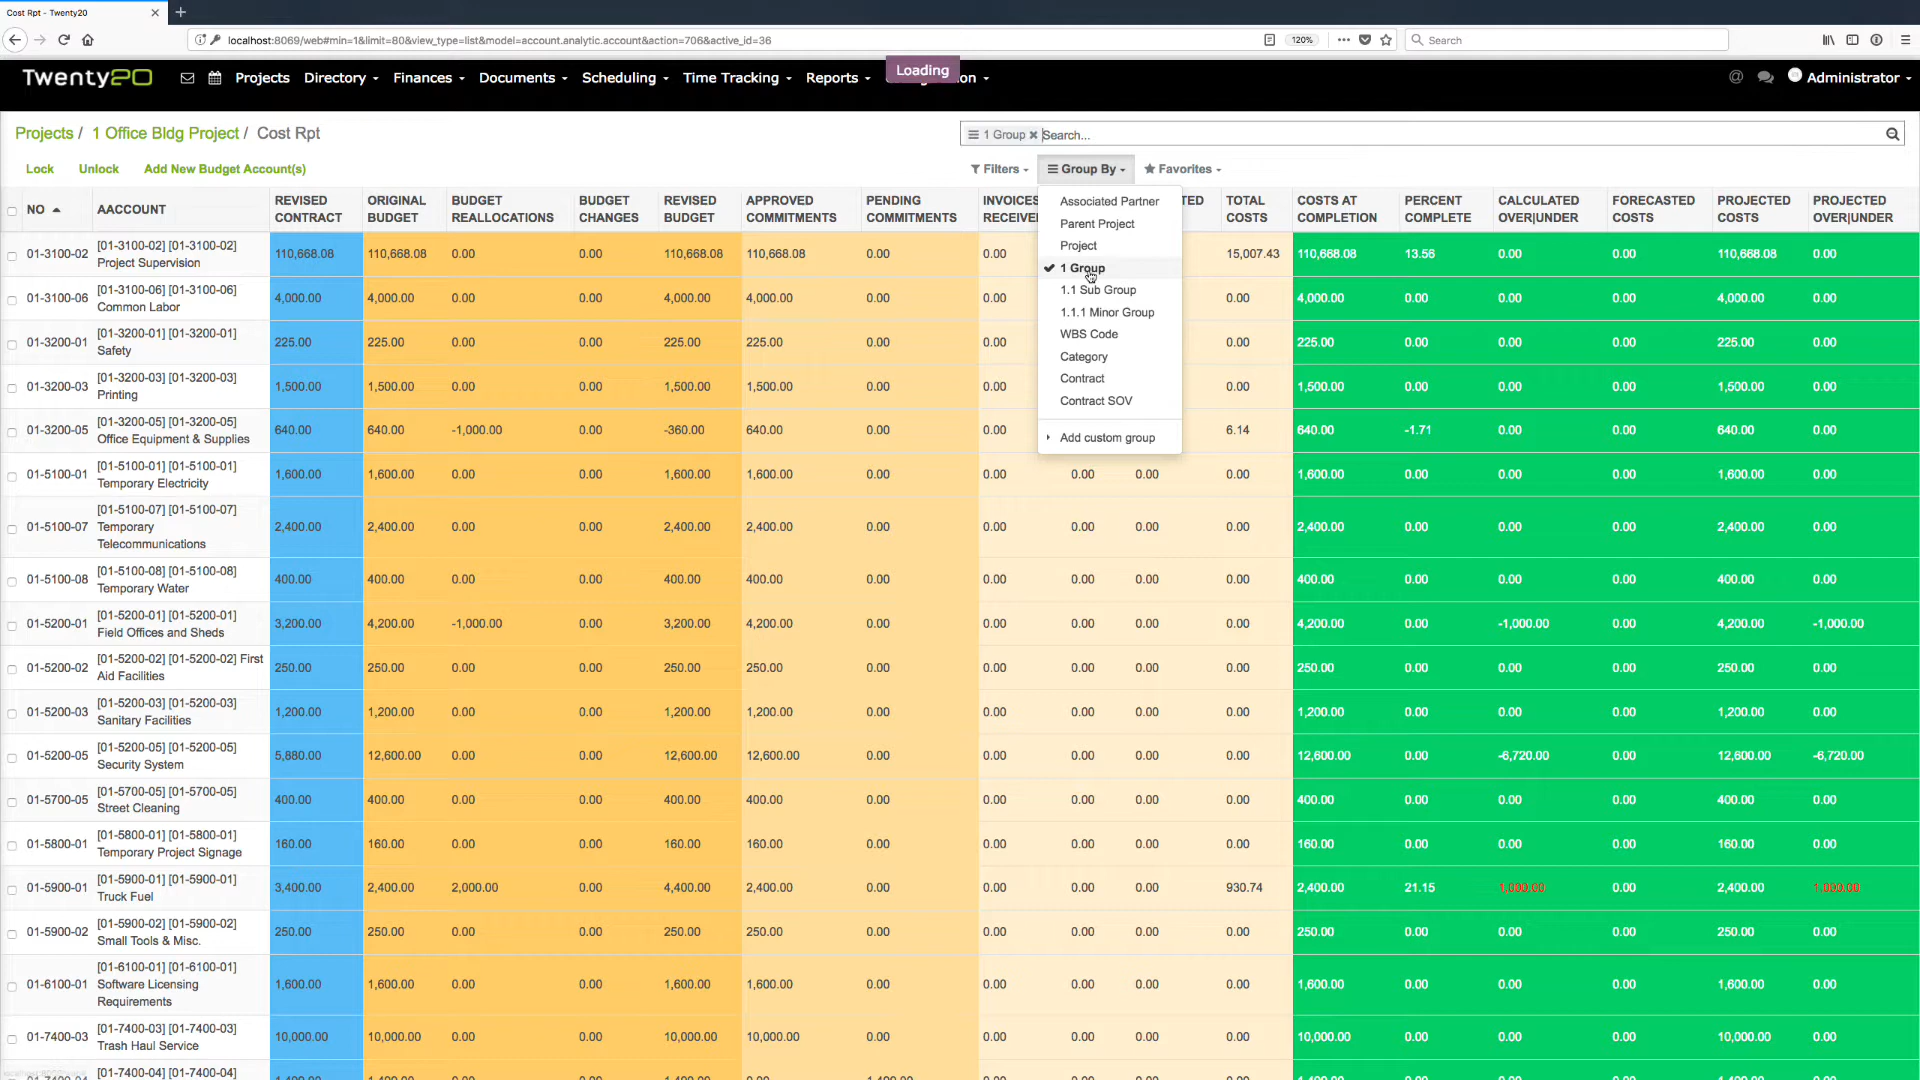 Cost Rpt - Twenty20
localhost:8069/web#min=1&limit=80&view_type=list&model=account.analytic.account&action=706&active_id=36
120%
Search
Twenty20 Projects Directory Finances Documents Scheduling Time Tracking Reports Loading on Administrator
Projects / 1 Office Bldg Project / Cost Rpt
1 Group Search...
Lock Unlock Add New Budget Account(s) Filters Group By Favorites
NO AACCOUNT REVISED CONTRACT ORIGINAL BUDGET BUDGET REALLOCATIONS BUDGET CHANGES REVISED BUDGET APPROVED COMMITMENTS PENDING COMMITMENTS INVOICES RECEIVE TED TOTAL COSTS COSTS AT COMPLETION PERCENT COMPLETE CALCULATED OVER|UNDER FORECASTED COSTS PROJECTED COSTS PROJECTED OVER|UNDER
Associated Partner
Parent Project
Project
1 Group
1.1 Sub Group
1.1.1 Minor Group
WBS Code
Category
Contract
Contract SOV
Add custom group
01-3100-02 [01-3100-02] [01-3100-02] Project Supervision 110,668.08 110,668.08 0.00 0.00 110,668.08 110,668.08 0.00 0.00 15,007.43 110,668.08 13.56 0.00 0.00 110,668.08 0.00
01-3100-06 [01-3100-06] [01-3100-06] Common Labor 4,000.00 4,000.00 0.00 0.00 4,000.00 4,000.00 0.00 0.00 0.00 4,000.00 0.00 0.00 0.00 4,000.00 0.00
01-3200-01 [01-3200-01] [01-3200-01] Safety 225.00 225.00 0.00 0.00 225.00 225.00 0.00 0.00 0.00 225.00 0.00 0.00 0.00 225.00 0.00
01-3200-03 [01-3200-03] [01-3200-03] Printing 1,500.00 1,500.00 0.00 0.00 1,500.00 1,500.00 0.00 0.00 0.00 1,500.00 0.00 0.00 0.00 1,500.00 0.00
01-3200-05 [01-3200-05] [01-3200-05] Office Equipment & Supplies 640.00 640.00 -1,000.00 0.00 -360.00 640.00 0.00 0.00 6.14 640.00 -1.71 0.00 0.00 640.00 0.00
01-5100-01 [01-5100-01] [01-5100-01] Temporary Electricity 1,600.00 1,600.00 0.00 0.00 1,600.00 1,600.00 0.00 0.00 0.00 0.00 0.00 1,600.00 0.00 0.00 0.00 1,600.00 0.00
01-5100-07 [01-5100-07] [01-5100-07] Temporary Telecommunications 2,400.00 2,400.00 0.00 0.00 2,400.00 2,400.00 0.00 0.00 0.00 0.00 0.00 2,400.00 0.00 0.00 0.00 2,400.00 0.00
01-5100-08 [01-5100-08] [01-5100-08] Temporary Water 400.00 400.00 0.00 0.00 400.00 400.00 0.00 0.00 0.00 0.00 0.00 400.00 0.00 0.00 0.00 400.00 0.00
01-5200-01 [01-5200-01] [01-5200-01] Field Offices and Sheds 3,200.00 4,200.00 -1,000.00 0.00 3,200.00 4,200.00 0.00 0.00 0.00 0.00 0.00 4,200.00 0.00 -1,000.00 0.00 4,200.00 -1,000.00
01-5200-02 [01-5200-02] [01-5200-02] First Aid Facilities 250.00 250.00 0.00 0.00 250.00 250.00 0.00 0.00 0.00 0.00 0.00 250.00 0.00 0.00 0.00 250.00 0.00
01-5200-03 [01-5200-03] [01-5200-03] Sanitary Facilities 1,200.00 1,200.00 0.00 0.00 1,200.00 1,200.00 0.00 0.00 0.00 0.00 0.00 1,200.00 0.00 0.00 0.00 1,200.00 0.00
01-5200-05 [01-5200-05] [01-5200-05] Security System 5,880.00 12,600.00 0.00 0.00 12,600.00 12,600.00 0.00 0.00 0.00 0.00 0.00 12,600.00 0.00 -6,720.00 0.00 12,600.00 -6,720.00
01-5700-05 [01-5700-05] [01-5700-05] Street Cleaning 400.00 400.00 0.00 0.00 400.00 400.00 0.00 0.00 0.00 0.00 0.00 400.00 0.00 0.00 0.00 400.00 0.00
01-5800-01 [01-5800-01] [01-5800-01] Temporary Project Signage 160.00 160.00 0.00 0.00 160.00 160.00 0.00 0.00 0.00 0.00 0.00 160.00 0.00 0.00 0.00 160.00 0.00
01-5900-01 [01-5900-01] [01-5900-01] Truck Fuel 3,400.00 2,400.00 2,000.00 0.00 4,400.00 2,400.00 0.00 0.00 0.00 0.00 930.74 2,400.00 21.15 1,000.00 0.00 2,400.00 1,000.00
01-5900-02 [01-5900-02] [01-5900-02] Small Tools & Misc. 250.00 250.00 0.00 0.00 250.00 250.00 0.00 0.00 0.00 0.00 0.00 250.00 0.00 0.00 0.00 250.00 0.00
01-6100-01 [01-6100-01] [01-6100-01] Software Licensing Requirements 1,600.00 1,600.00 0.00 0.00 1,600.00 1,600.00 0.00 0.00 0.00 0.00 0.00 1,600.00 0.00 0.00 0.00 1,600.00 0.00
01-7400-03 [01-7400-03] [01-7400-03] Trash Haul Service 10,000.00 10,000.00 0.00 0.00 10,000.00 10,000.00 0.00 0.00 0.00 0.00 0.00 10,000.00 0.00 0.00 0.00 10,000.00 0.00
[01-7400-04] [01-7400-04]